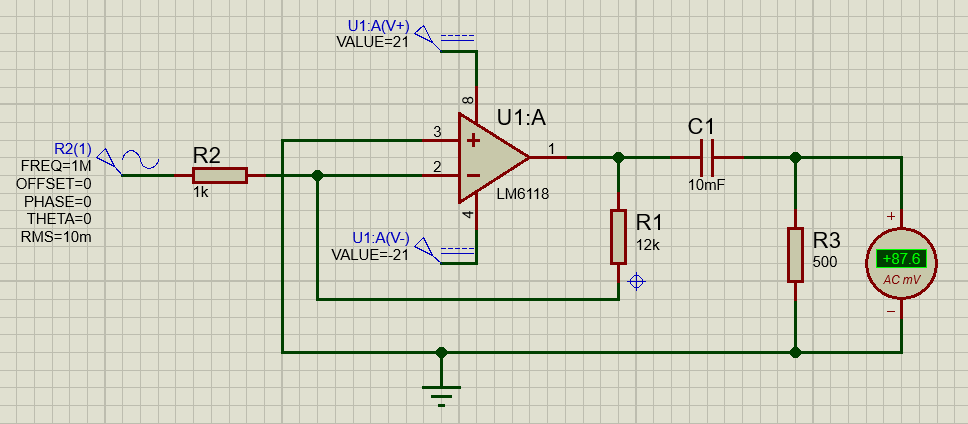 U1:A(V+)
VALUE=21
8
U1:A
3
2
1
4
LM6118
R2(1)
FREQ=1M
OFFSET=0
PHASE=0
THETA=0
RMS=10m
R2
1k
U1:A(V-)
VALUE=-21
C1
10mF
R1
12k
R3
500
+
+87.6
AC mV
−